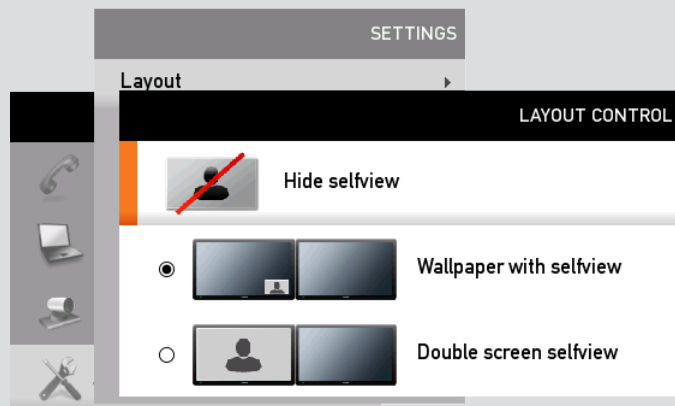 SETTINGS
Layout
LAYOUT CONTROL
Hide selfview
Wallpaper with selfview
Double screen selfview